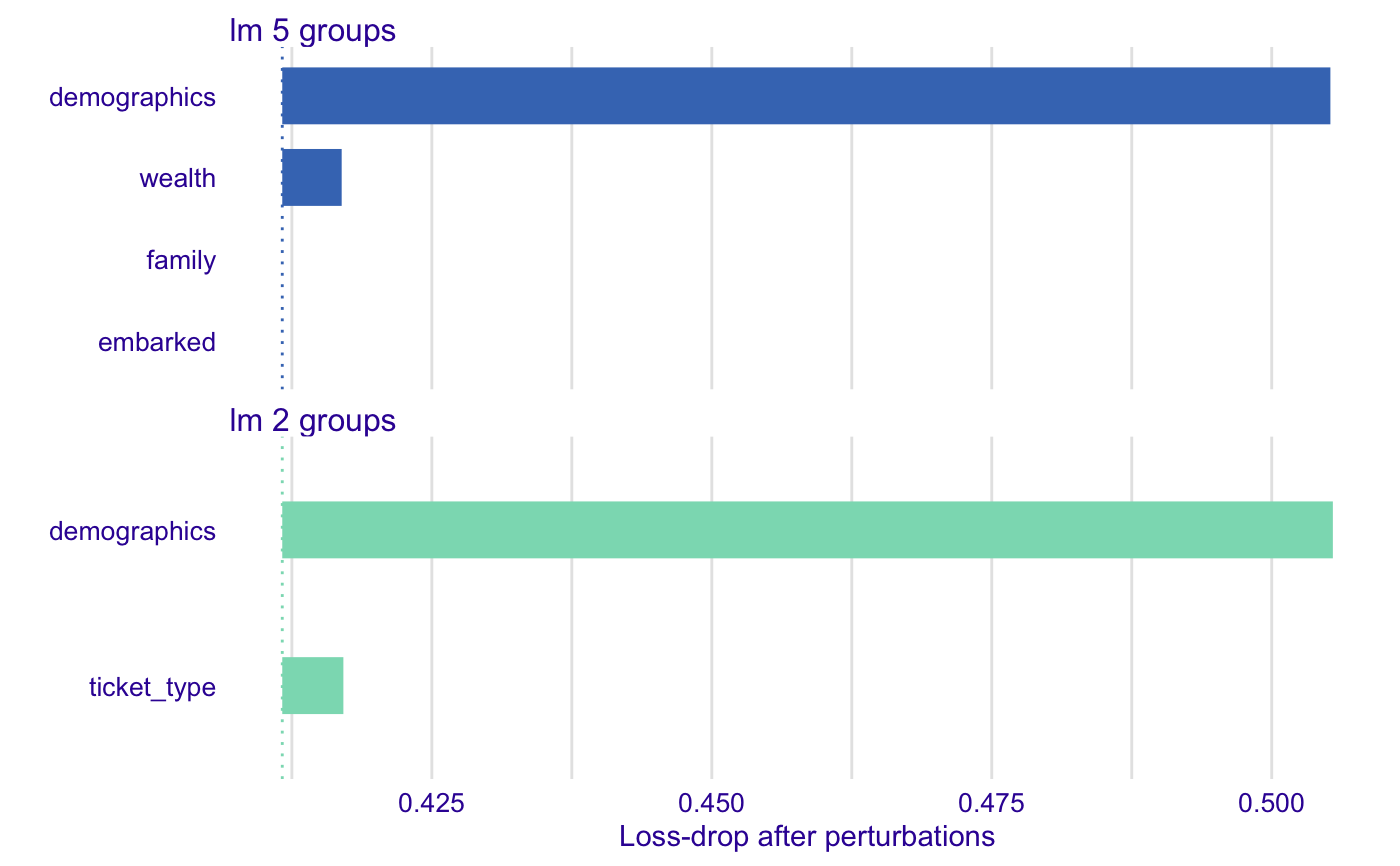 lm 5 groups
demographics
wealth
family
embarked
lm 2 groups
demographics
ticket_type
0.425 0.450 0.475 0.500
Loss-drop after perturbations